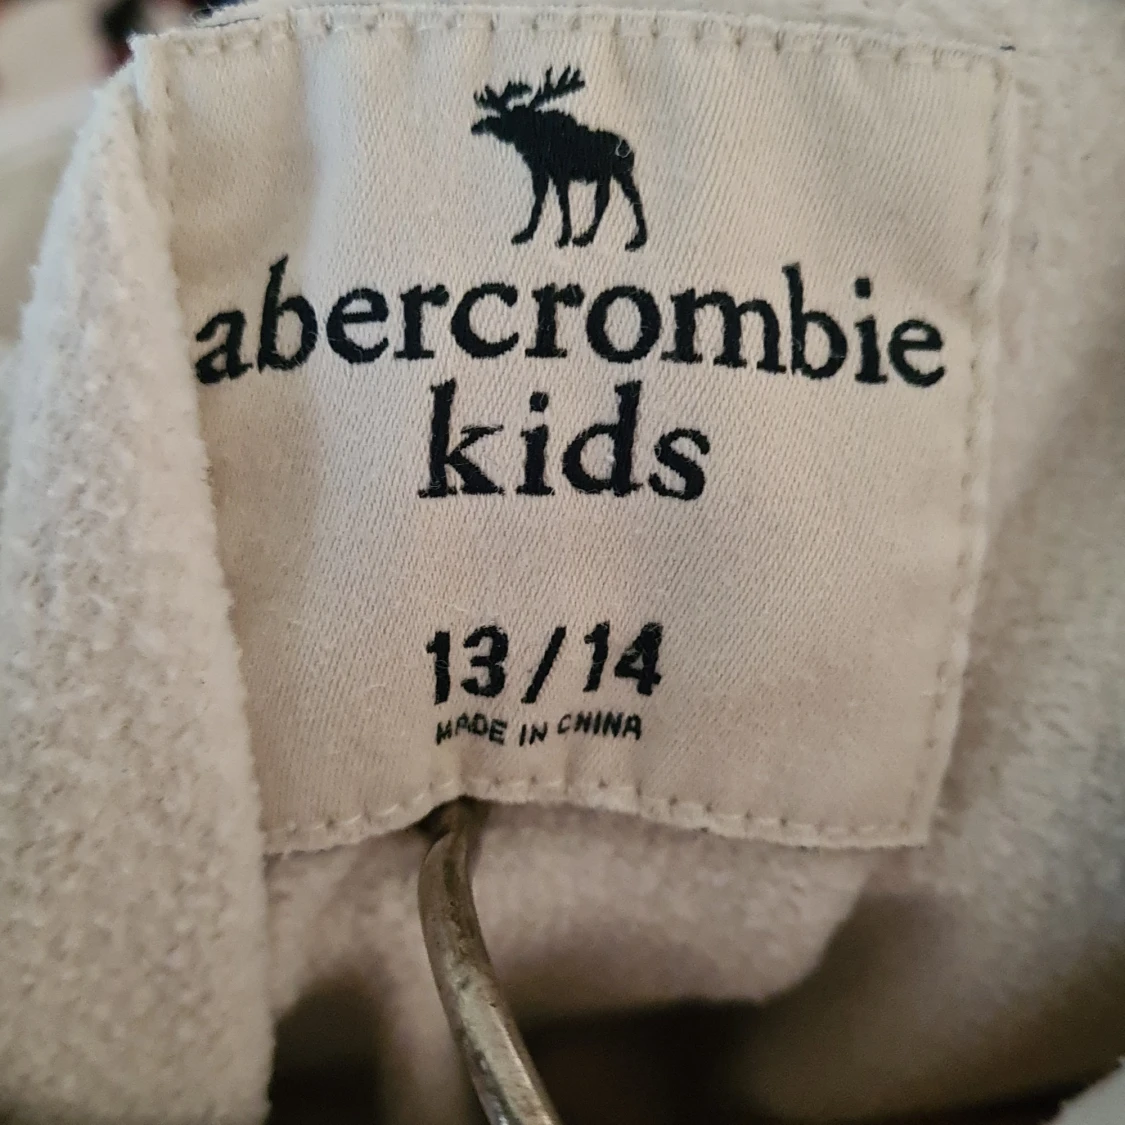 abercrombie
kids
13/14
MADE IN CHINA